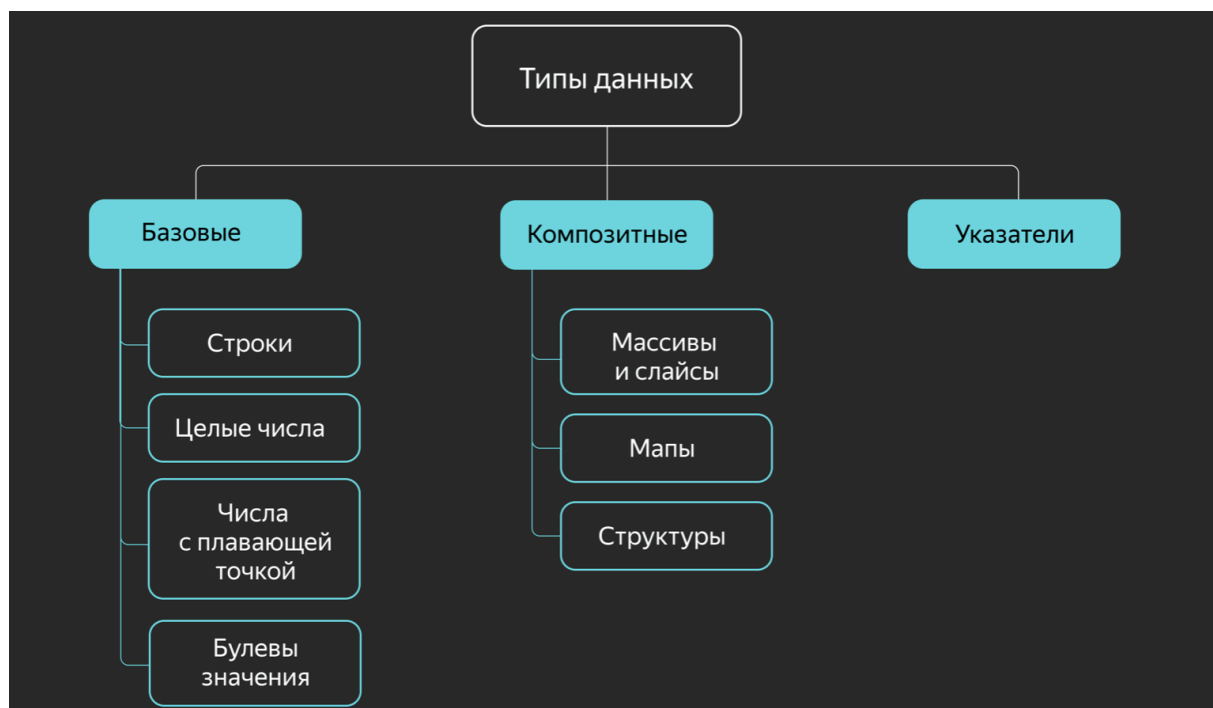 Типы данных
Базовые
Композитные
Указатели
Строки
Целые числа
Числа
с плавающей
точкой
Булевы
значения
Массивы
и слайсы
Мапы
Структуры